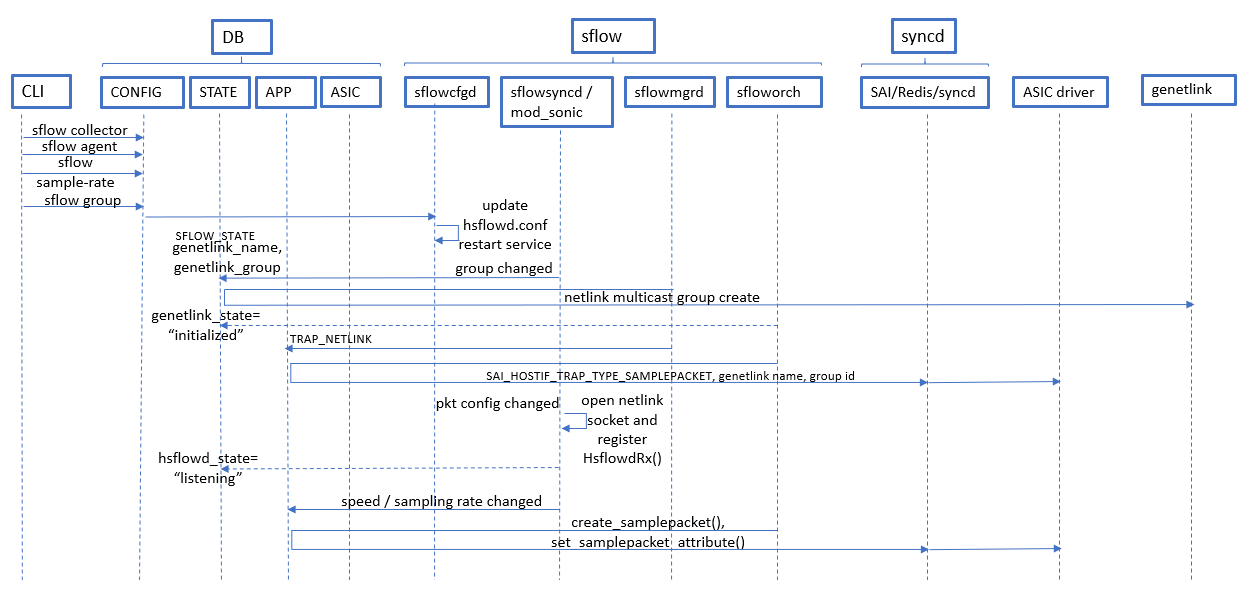 DB
sflow
syncd
CLI
CONFIG
STATE
APP
ASIC
sflowcfgd
sflowsyncd /
mod_sonic
sflowmgrd
sfloworch
SAI/Redis/syncd
ASIC driver
genetlink
sflow collector
sflow agent
sflow
sample-rate
sflow group
update
hsflowd.conf
restart service
SFLOW_STATE
genetlink_name,
genetlink_group
group changed
netlink multicast group create
genetlink_state=
“initialized”
TRAP_NETLINK
SAI_HOSTIF_TRAP_TYPE_SAMPLEPACKET, genetlink name, group id
pkt config changed
open netlink
socket and
register
HsflowdRx()
hsflowd_state=
“listening”
speed / sampling rate changed
create_samplepacket(),
set_samplepacket_attribute()